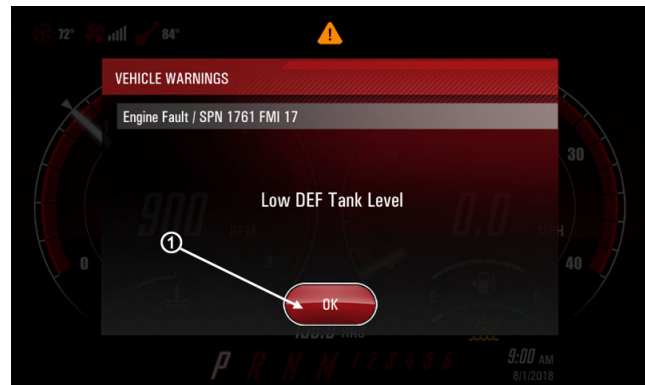 72° 84°
VEHICLE WARNINGS
Engine Fault / SPN 1761 FMI 17
30
Low DEF Tank Level
900 RPM 0.0 MPH
1
0 3 40
OK
E F
P R N M 1 2 3 4 5 6 9:00 AM
8/1/2018